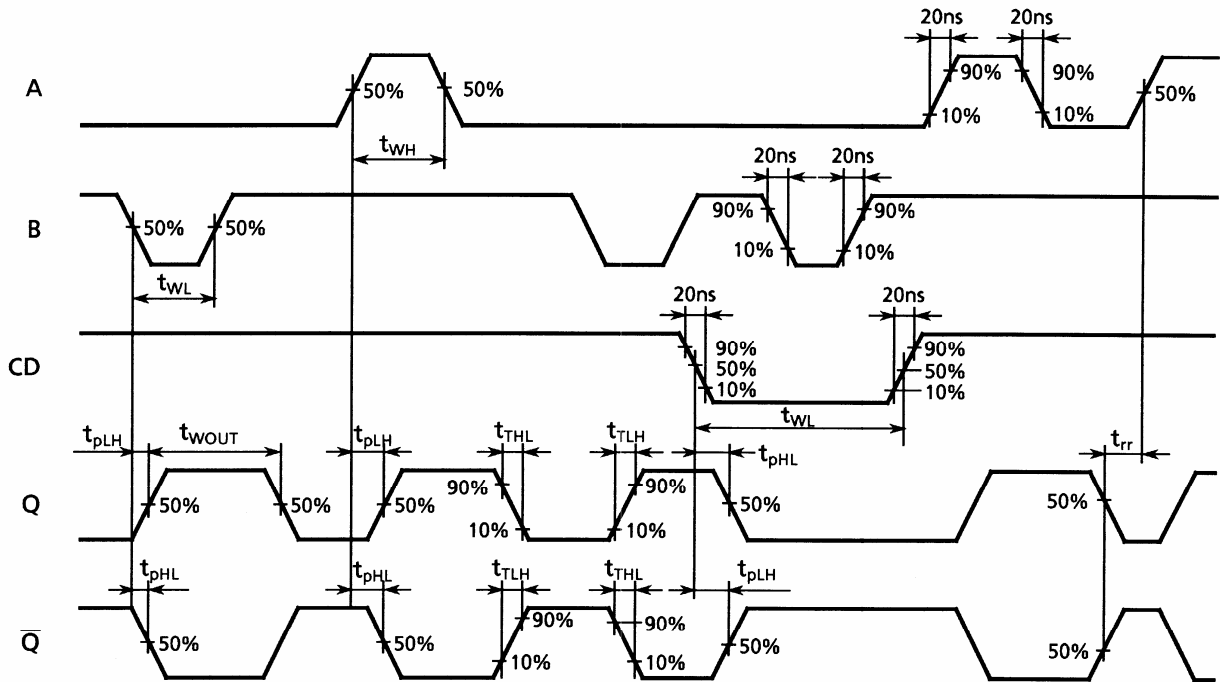 20ns 20ns
A 50% 50% 90% 90% 50%
10% 10%
tWH
20ns 20ns
B 50% 50% 90% 90%
10% 10%
tWL
20ns 20ns
CD 90% 90%
50% 50%
10% 10%
tWL
tpLH tWOUT tpLH tTHL tTLH tpHL trr
Q 50% 50% 50% 90% 90% 50% 50%
10% 10%
tpHL tpHL tTLH tTHL tpLH
Q̅ 50% 50% 90% 90% 50% 50%
10% 10%